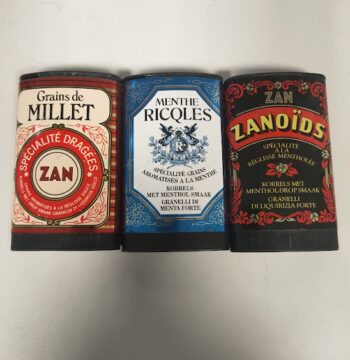 Grains de
MILLET
SPÉCIALITÉ DRAGÉES
ZAN
MENTHE
RICQLES
R
SPÉCIALITÉ GRAINS
AROMATISÉS A LA MENTHE
KORRELS
MET MENTHOL SMAAK
GRANELLI DI
MENTA FORTE
ZAN
ZANOÏDS
SPÉCIALITÉ
A LA
RÉGLISSE MENTHOLÉE
KORRELS MET
MENTHOL-DROP SMAAK
GRANELLI
DI LIQUIRIZIA FORTE